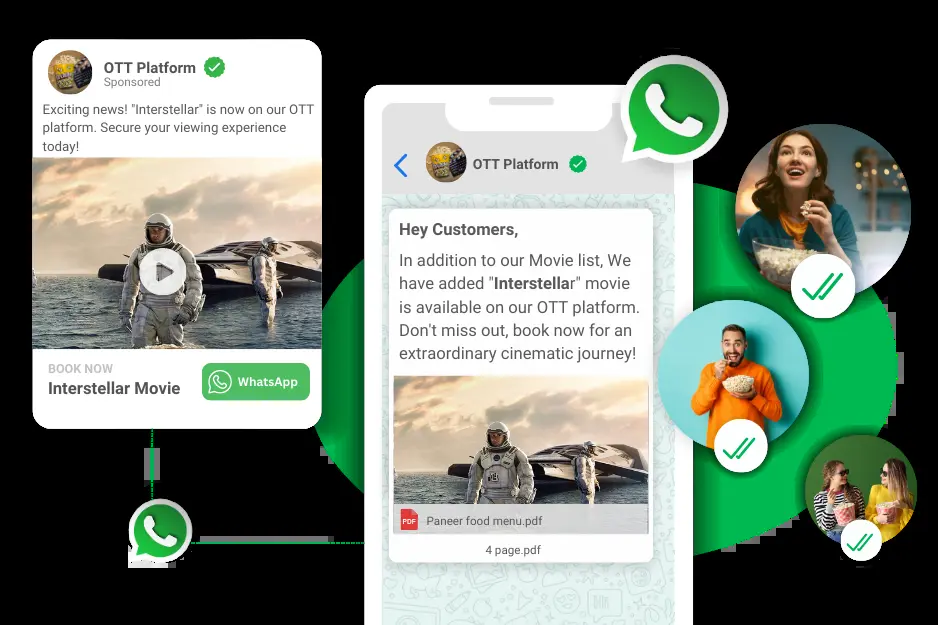 OTT Platform
Sponsored
Exciting news! "Interstellar" is now on our OTT
platform. Secure your viewing experience
today!
BOOK NOW
Interstellar Movie
WhatsApp
OTT Platform
Hey Customers,
In addition to our Movie list, We
have added "Interstellar" movie
is available on our OTT platform.
Don't miss out, book now for an
extraordinary cinematic journey!
PDF
Paneer food menu.pdf
4 page.pdf